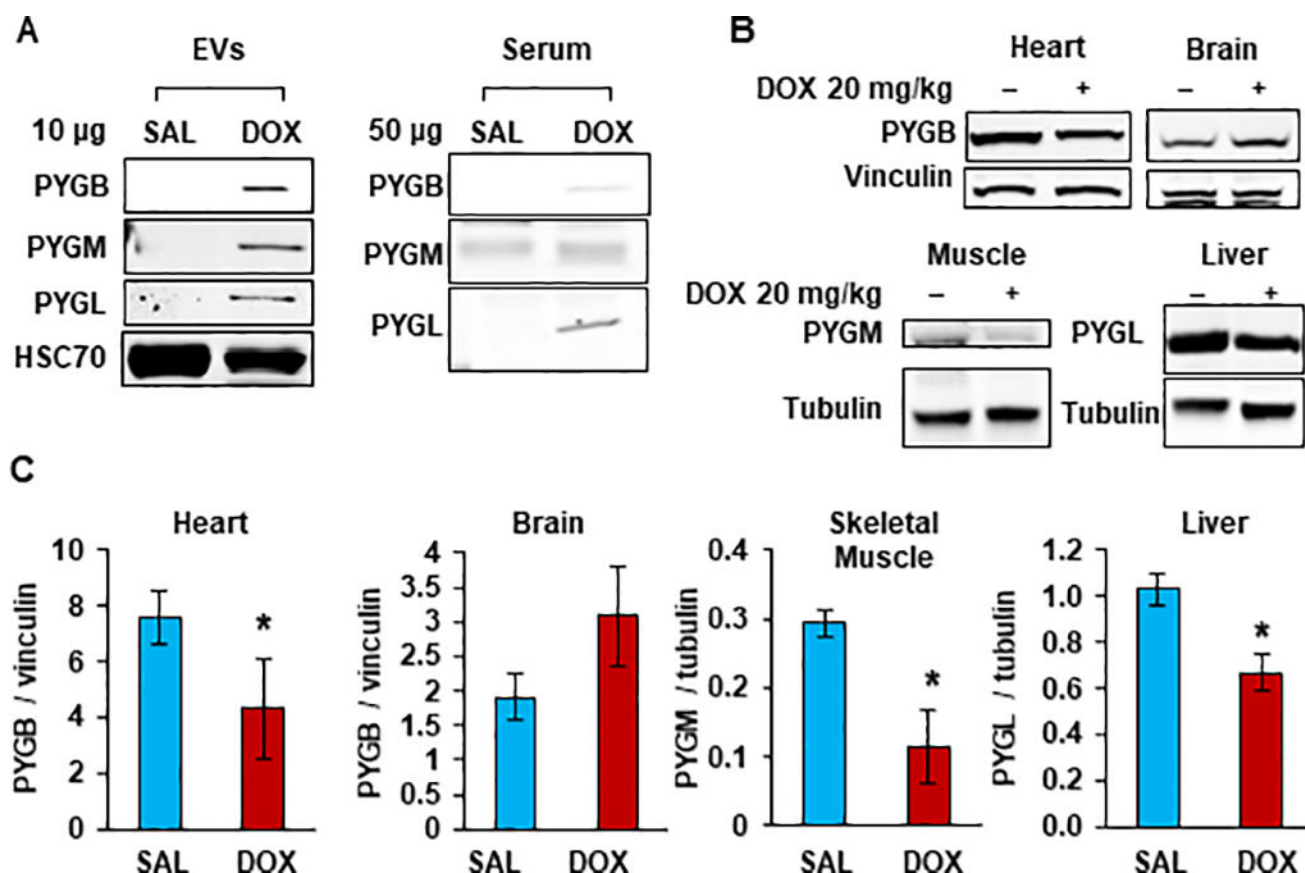 A
EVs
Serum
10 µg SAL DOX
50 µg SAL DOX
PYGB
PYGM
PYGL
HSC70
PYGB
PYGM
PYGL
B
Heart
Brain
DOX 20 mg/kg – + – +
PYGB
Vinculin
Muscle
Liver
DOX 20 mg/kg – + – +
PYGM
Tubulin
PYGL
Tubulin
C
Heart
PYGB / vinculin
10
8
6
4
2
0
SAL DOX
*
Brain
PYGB / vinculin
4
3.5
3
2.5
2
1.5
1
0.5
0
SAL DOX
Skeletal
Muscle
PYGM / tubulin
0.4
0.3
0.2
0.1
0
SAL DOX
*
Liver
PYGL / tubulin
1.2
1.0
0.8
0.6
0.4
0.2
0.0
SAL DOX
*